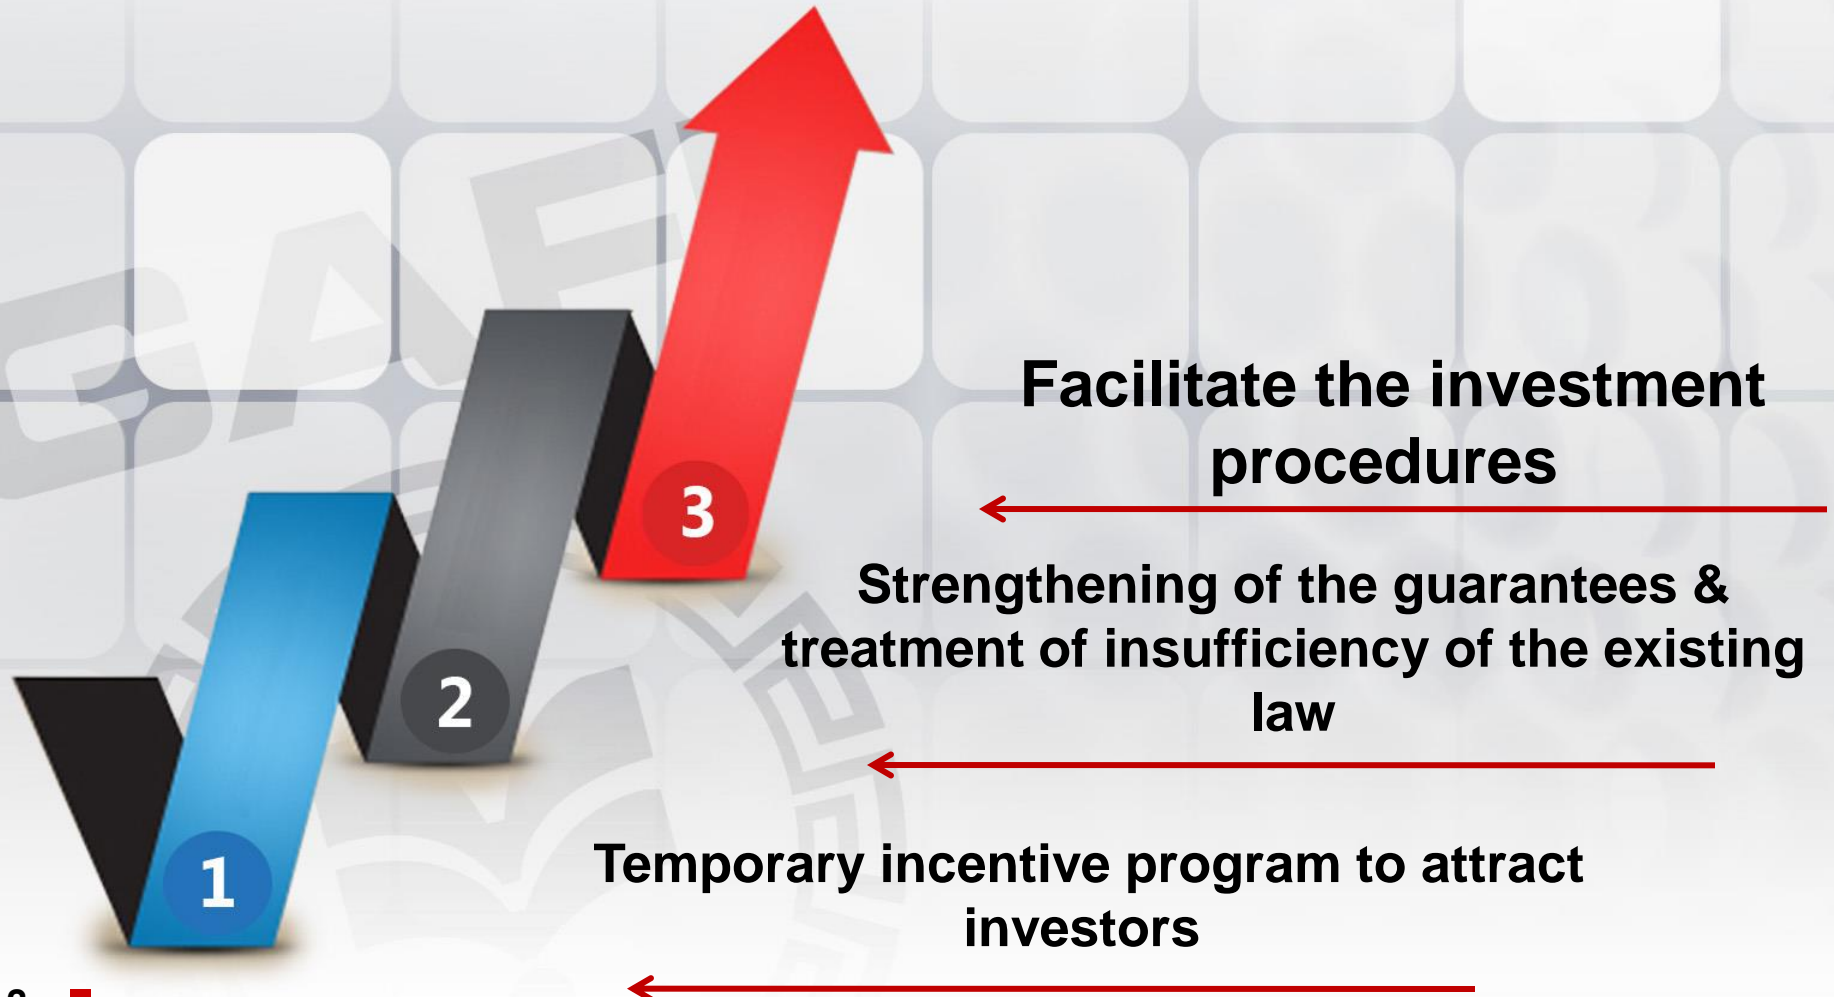 GAFI
Facilitate the investment
procedures
3
Strengthening of the guarantees &
treatment of insufficiency of the existing
law
2
Temporary incentive program to attract
investors
1